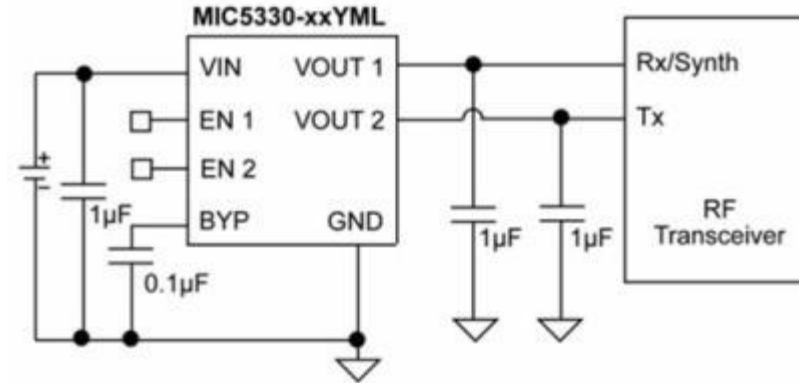 MIC5330-xxYML
VIN
VOUT 1
EN 1
VOUT 2
EN 2
BYP
GND
+
-
1µF
0.1µF
1µF
1µF
Rx/Synth
Tx
RF
Transceiver